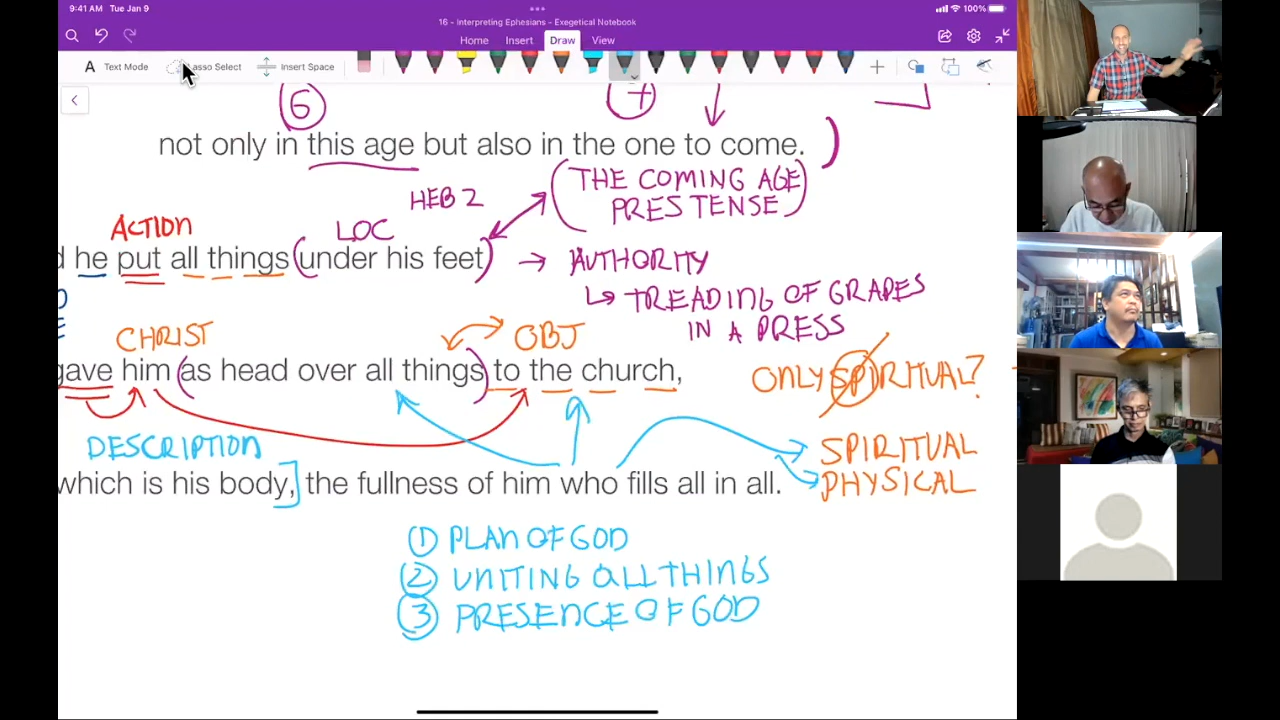 9:41 AM Tue Jan 9
100%
16 - Interpreting Ephesians - Exegetical Notebook
Home Insert Draw View
A Text Mode Lasso Select Insert Space
6 7
not only in this age but also in the one to come.
HEB 2 (THE COMING AGE
PRES TENSE)
ACTION LOC
he put all things (under his feet) → AUTHORITY
↳ TREADING OF GRAPES
IN A PRESS
CHRIST OBJ
gave him (as head over all things) to the church,
ONLY SPIRITUAL?
DESCRIPTION SPIRITUAL
which is his body,] the fullness of him who fills all in all. PHYSICAL
① PLAN OF GOD
② UNITING ALL THINGS
③ PRESENCE OF GOD